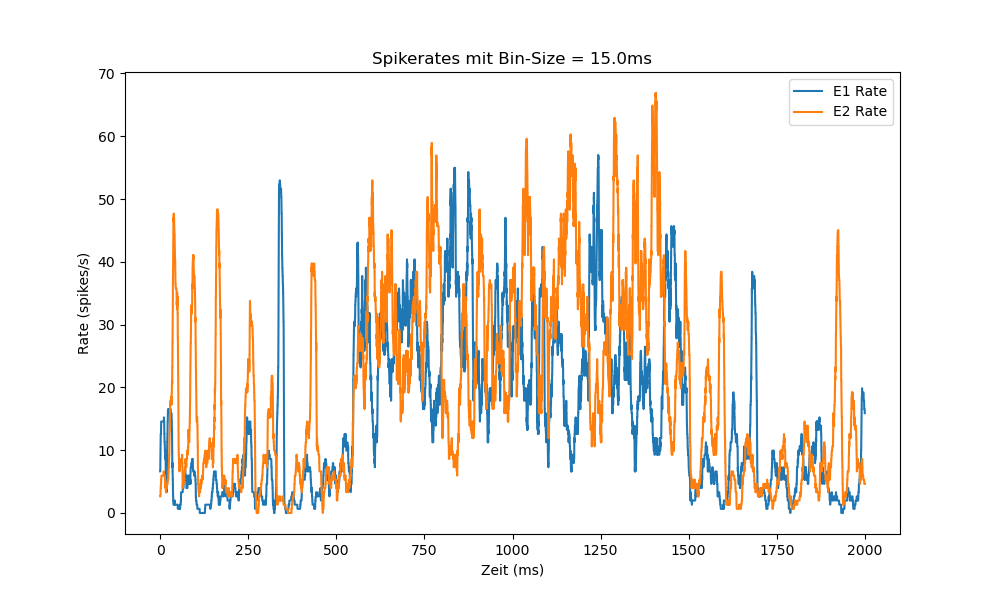 Spikerates mit Bin-Size = 15.0ms
E1 Rate
E2 Rate
Rate (spikes/s)
70
60
50
40
30
20
10
0
0 250 500 750 1000 1250 1500 1750 2000
Zeit (ms)